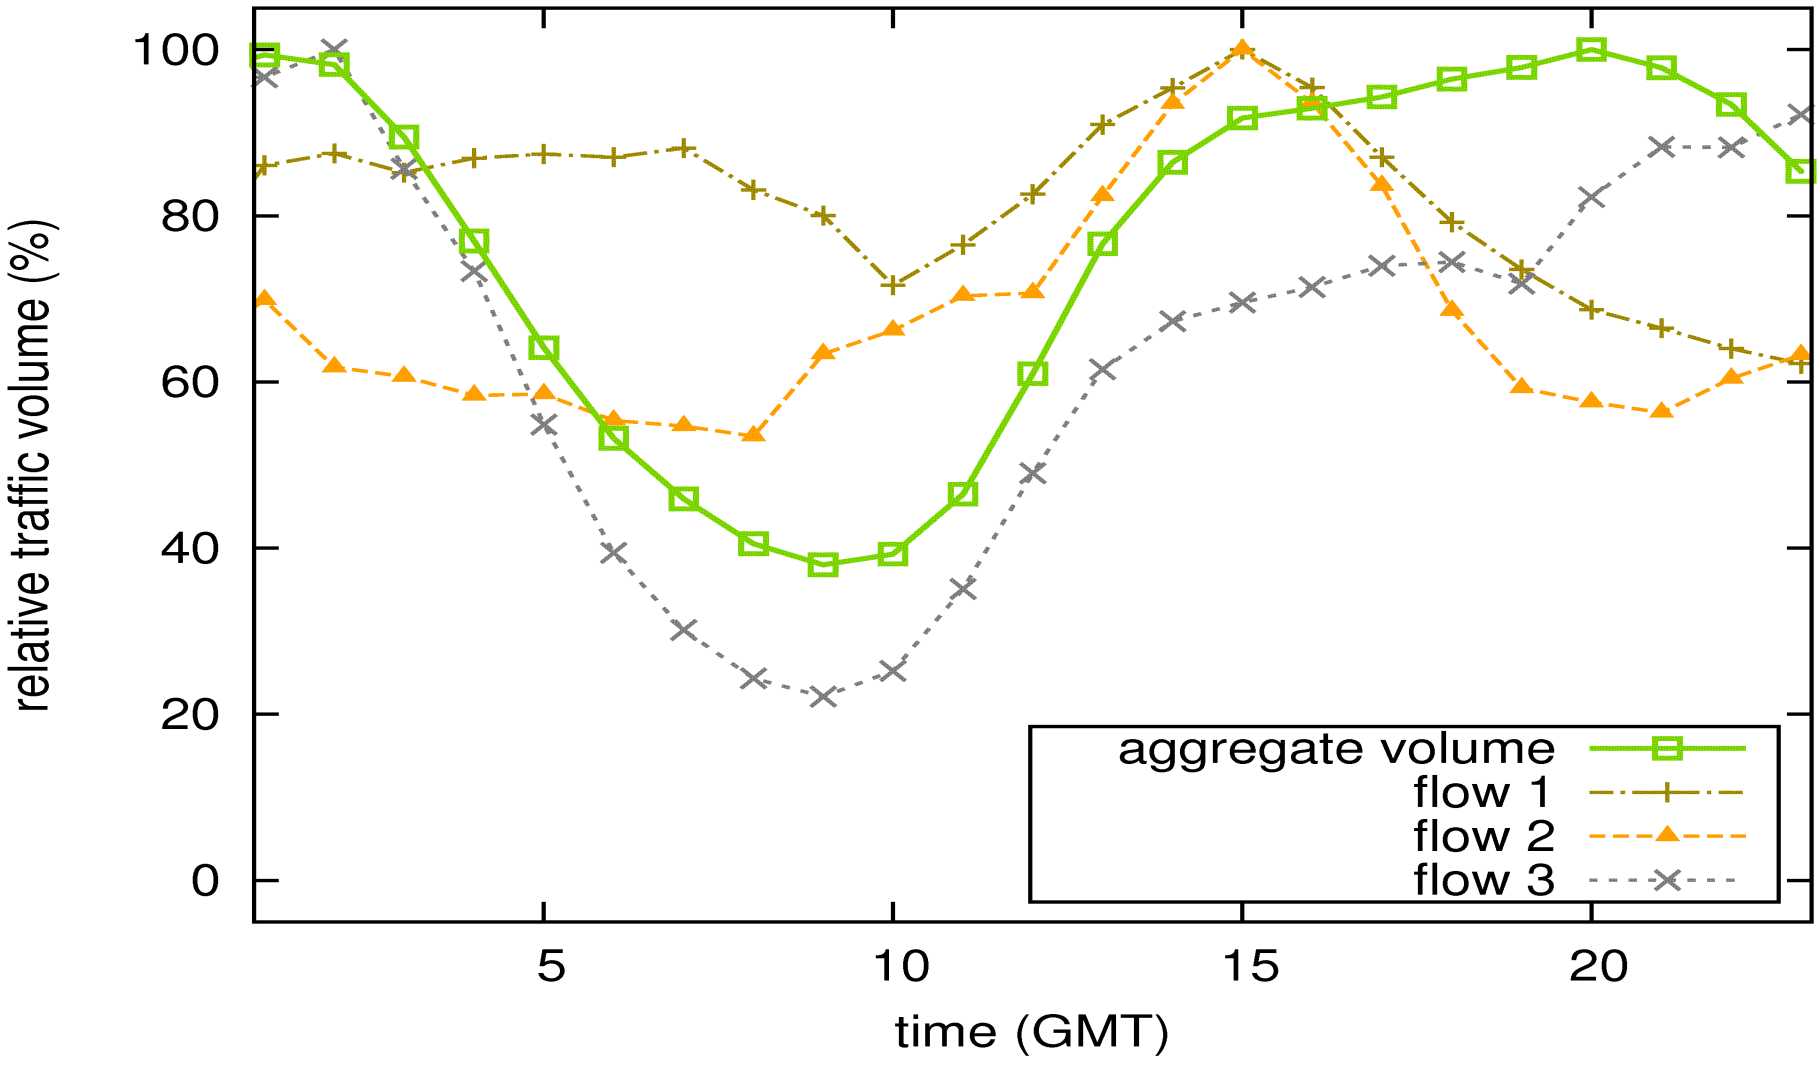 relative traffic volume (%)
100
80
60
40
20
0
aggregate volume
flow 1
flow 2
flow 3
5 10 15 20
time (GMT)